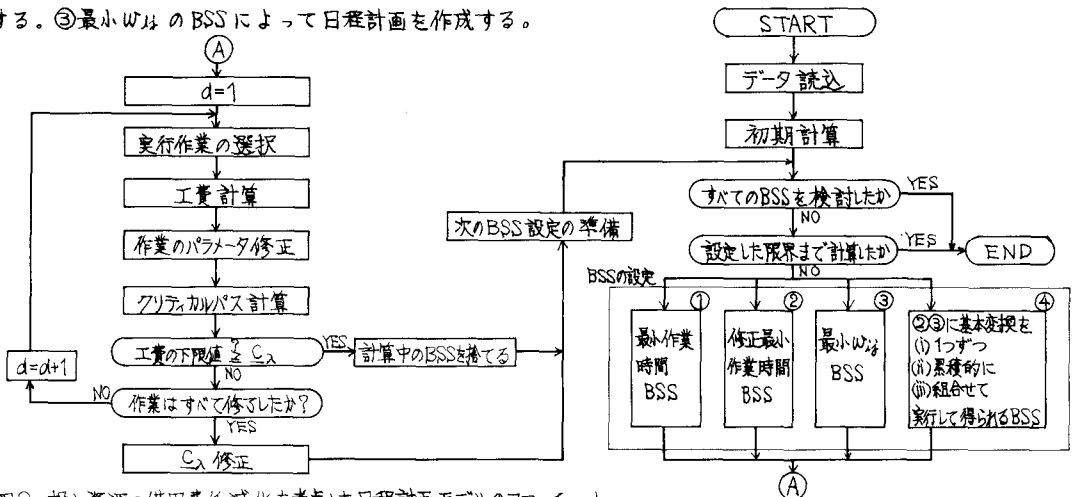 する。③最小WijのBSSによって日程計画を作成する。
A
d=1
実行作業の選択
工費計算
作業のパラメータ修正
クリティカルパス計算
工費の下限値 ≧? Cλ
YES
計算中のBSSを捨てる
NO
d=d+1
NO
作業はすべて修了したか?
YES
Cλ 修正
START
データ読込
初期計算
すべてのBSSを検討したか
YES
NO
次のBSS設定の準備
設定した限界まで計算したか
YES
END
NO
BSSの設定
①
最小作業
時間
BSS
②
修正最小
作業時間
BSS
③
最小Wij
BSS
④
②③に基本変換を
(i) 1つずつ
(ii) 累積的に
(iii) 組合せて
実行して得られるBSS
A